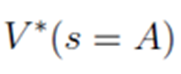 V*(s = A)